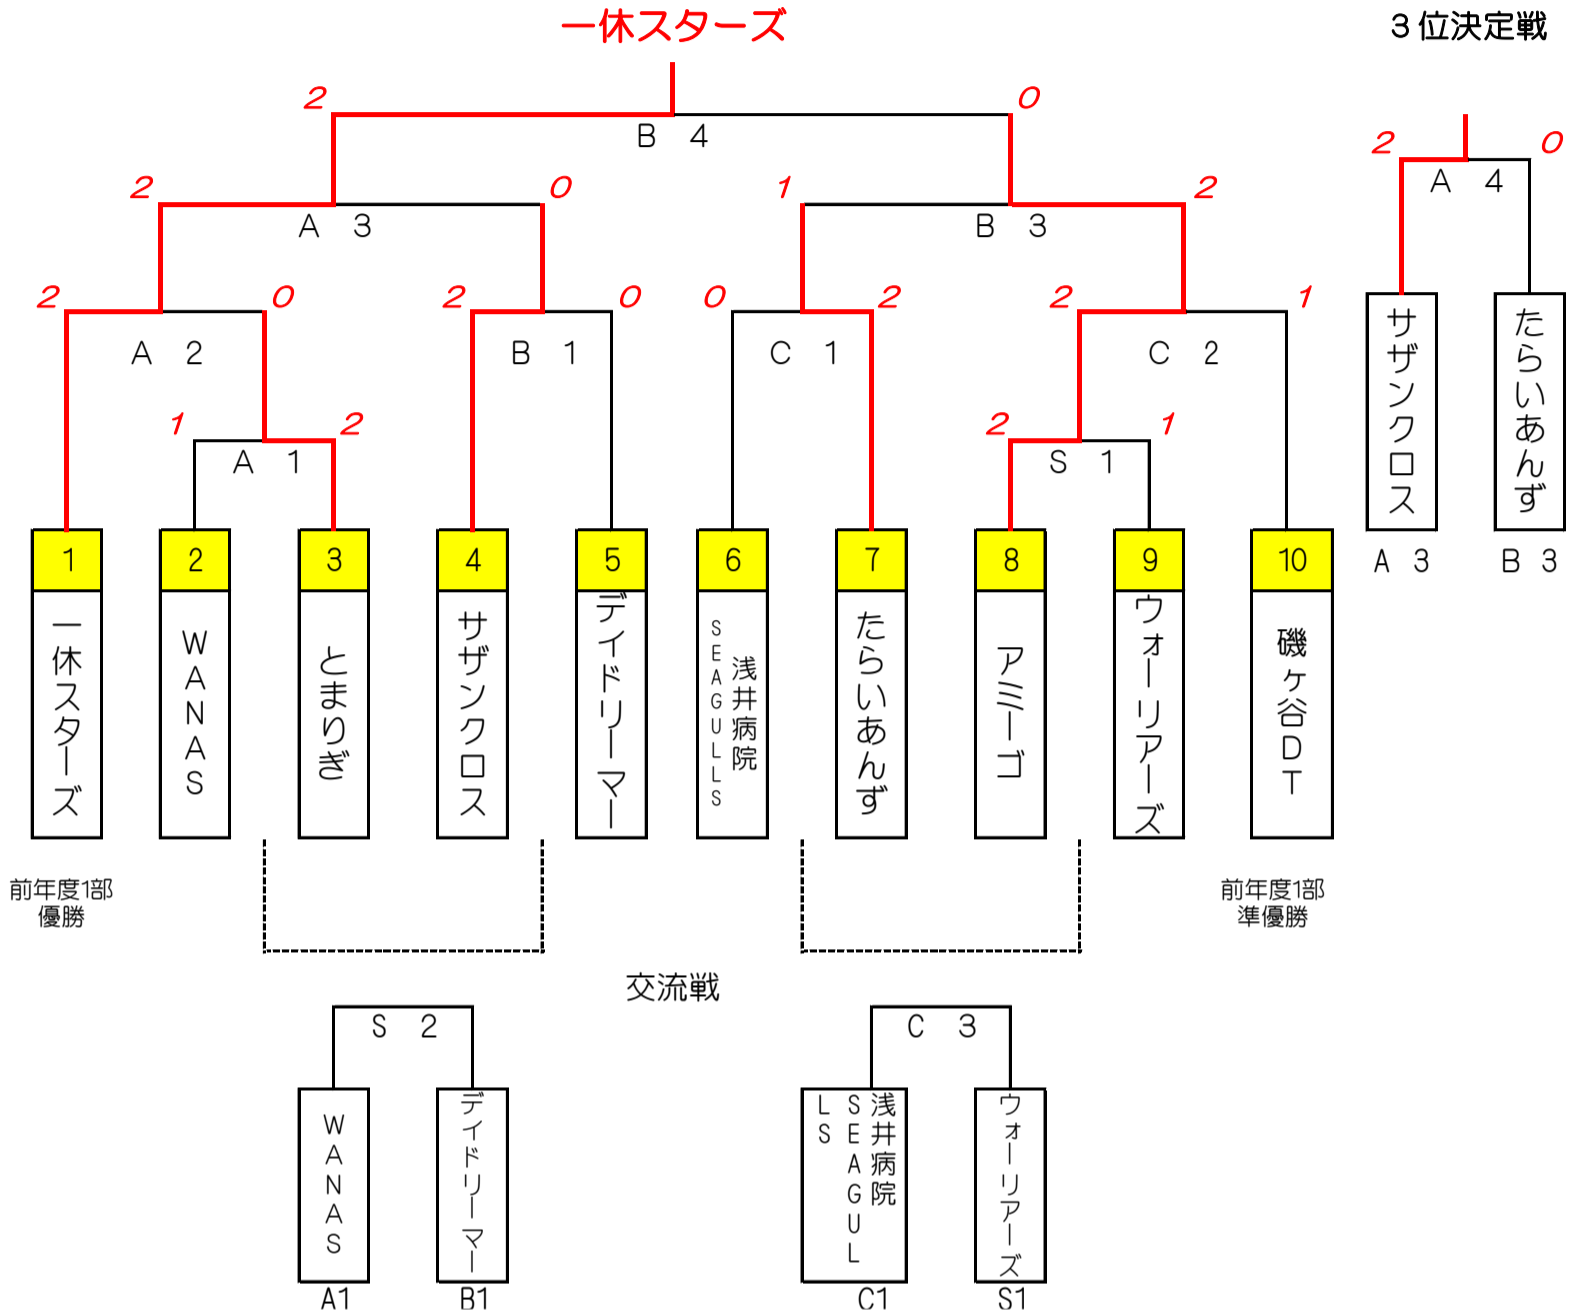 一休スターズ
３位決定戦
2 0
B 4
2 0
A 4
2 0
A 3
1 2
B 3
2 0
A 2
2 0
B 1
0 2
C 1
2 1
C 2
1 2
A 1
2 1
S 1
サザンクロス
たらいあんず
A 3
B 3
1
2
3
4
5
6
7
8
9
10
一休スターズ
WANAS
とまりぎ
サザンクロス
デイドリーマー
浅井病院
SEAGULLS
たらいあんず
アミーゴ
ウォーリアーズ
磯ヶ谷DT
前年度1部
優勝
前年度1部
準優勝
交流戦
S 2
C 3
WANAS
デイドリーマー
浅井病院
SEAGUL
LS
ウォーリアーズ
A1
B1
C1
S1